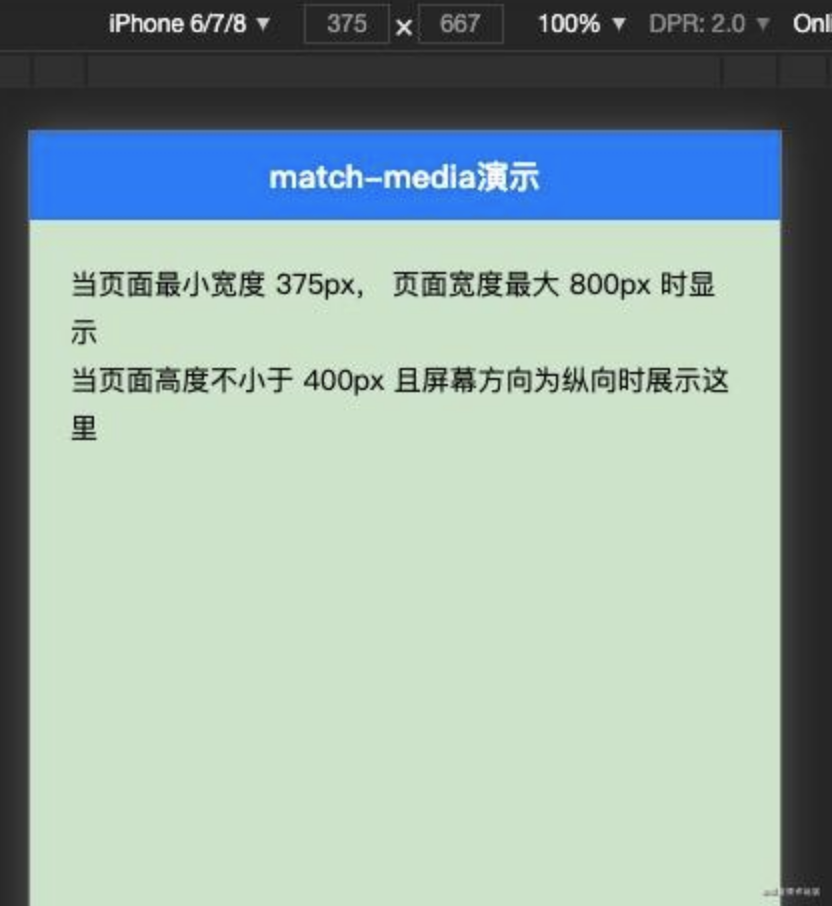 iPhone 6/7/8 ▼ 375 × 667 100% ▼ DPR: 2.0 ▼ Onl
match-media演示
当页面最小宽度 375px， 页面宽度最大 800px 时显
示
当页面高度不小于 400px 且屏幕方向为纵向时展示这
里